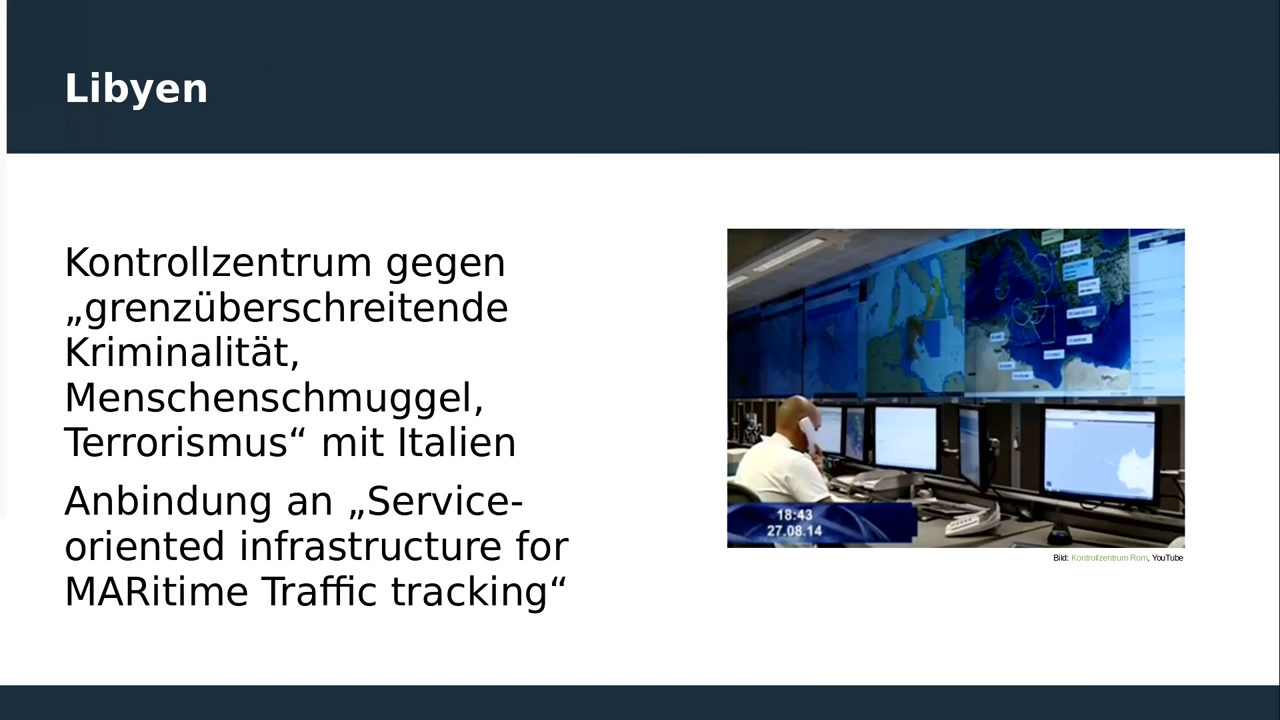 Libyen
Kontrollzentrum gegen
„grenzüberschreitende
Kriminalität,
Menschenschmuggel,
Terrorismus“ mit Italien
Anbindung an „Service-
oriented infrastructure for
MARitime Traffic tracking“
18:43
27.08.14
Bild: Kontrollzentrum Rom, YouTube